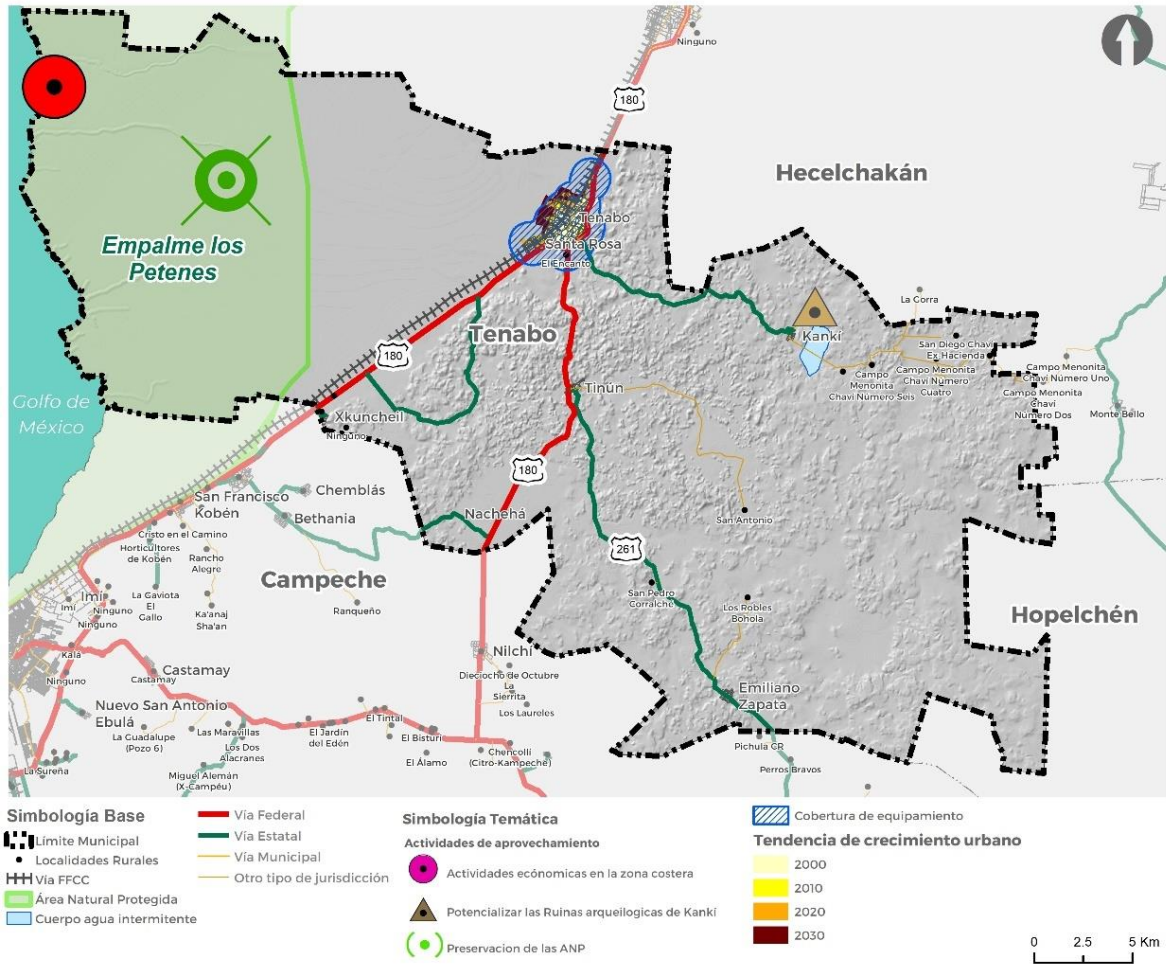 Ninguno
180
Hecelchakán
Tenabo
Santa Rosa
El Encanto
Empalme los
Petenes
La Gorra
Kankí
San Diego Chavi
Ex Hacienda
Tenabo
180
Campo
Menonita
Chavi Número Seis
Campo Menonita
Chavi Número
Cuatro
Campo Menonita
Chavi Número Uno
Campo Menonita
Chavi
Número Dos
Monte Bello
Tinún
Golfo de
México
Xkuncheil
Ninguno
180
San Francisco
Kobén
Chemblás
Bethania
Nachehá
San Antonio
Cristo en el Camino
Horticultores
de Kobén
Rancho
Alegre
261
Campeche
La Gaviota
El
Gallo
Ka'anaj
Sha'an
Ranqueño
San Pedro
Corralché
Los Robles
Bohola
Hopelchén
Imí
Imí
Ninguno
Ninguno
Kalá
Ninguno
Castamay
Castamay
Nilchí
Dieciocho de Octubre
La
Sierrita
Los Laureles
Emiliano
Zapata
Nuevo San Antonio
Ebulá
La Guadalupe
(Pozo 6)
Las Maravillas
Los Dos
Alacranes
El Jardín
del Edén
El Tintal
El Bisturí
El Álamo
Chencollí
(Citro-Kampeche)
Pichula CR
Perros Bravos
La Sureña
Miguel Alemán
(X-Campéu)
Simbología Base
Límite Municipal
Localidades Rurales
Vía FFCC
Área Natural Protegida
Cuerpo agua intermitente
Vía Federal
Vía Estatal
Vía Municipal
Otro tipo de jurisdicción
Simbología Temática
Actividades de aprovechamiento
Actividades écónomicas en la zona costera
Potencializar las Ruinas arqueilogicas de Kankí
Preservacion de las ANP
Cobertura de equipamiento
Tendencia de crecimiento urbano
2000
2010
2020
2030
0 2.5 5 Km